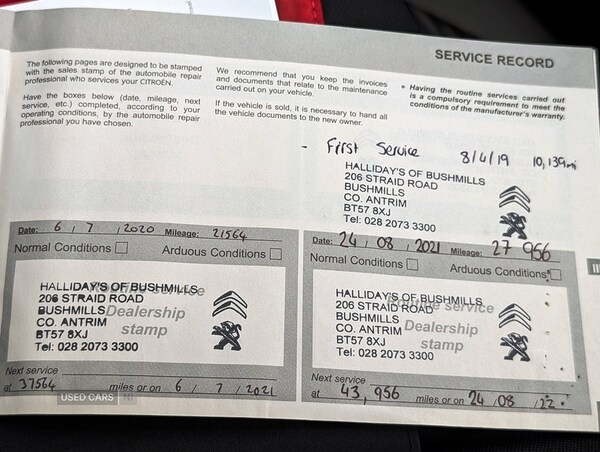 SERVICE RECORD
The following pages are designed to be stamped
with the sales stamp of the automobile repair
professional who services your CITROËN.
Have the boxes below (date, mileage, next
service, etc.) completed, according to your
operating conditions, by the automobile repair
professional you have chosen.
We recommend that you keep the invoices
and documents that relate to the maintenance
carried out on your vehicle.
If the vehicle is sold, it is necessary to hand all
the vehicle documents to the new owner.
* Having the routine services carried out
is a compulsory requirement to meet the
conditions of the manufacturer's warranty.
- First Service 8/4/19 10,139mi
HALLIDAY'S OF BUSHMILLS
206 STRAID ROAD
BUSHMILLS
CO. ANTRIM
BT57 8XJ
Tel: 028 2073 3300
Date: 6 / 7 / 2020 Mileage: 21564
Normal Conditions Arduous Conditions
Routine service
Dealership
stamp
HALLIDAY'S OF BUSHMILLS
206 STRAID ROAD
BUSHMILLS
CO. ANTRIM
BT57 8XJ
Tel: 028 2073 3300
Next service
at 37564 miles or on 6 / 7 / 2021
Date: 24 / 08 / 2021 Mileage: 27 956
Normal Conditions Arduous Conditions
Routine service
Dealership
stamp
HALLIDAY'S OF BUSHMILLS
206 STRAID ROAD
BUSHMILLS
CO. ANTRIM
BT57 8XJ
Tel: 028 2073 3300
Next service
at 43,956 miles or on 24 / 08 / 22
USED CARS NI